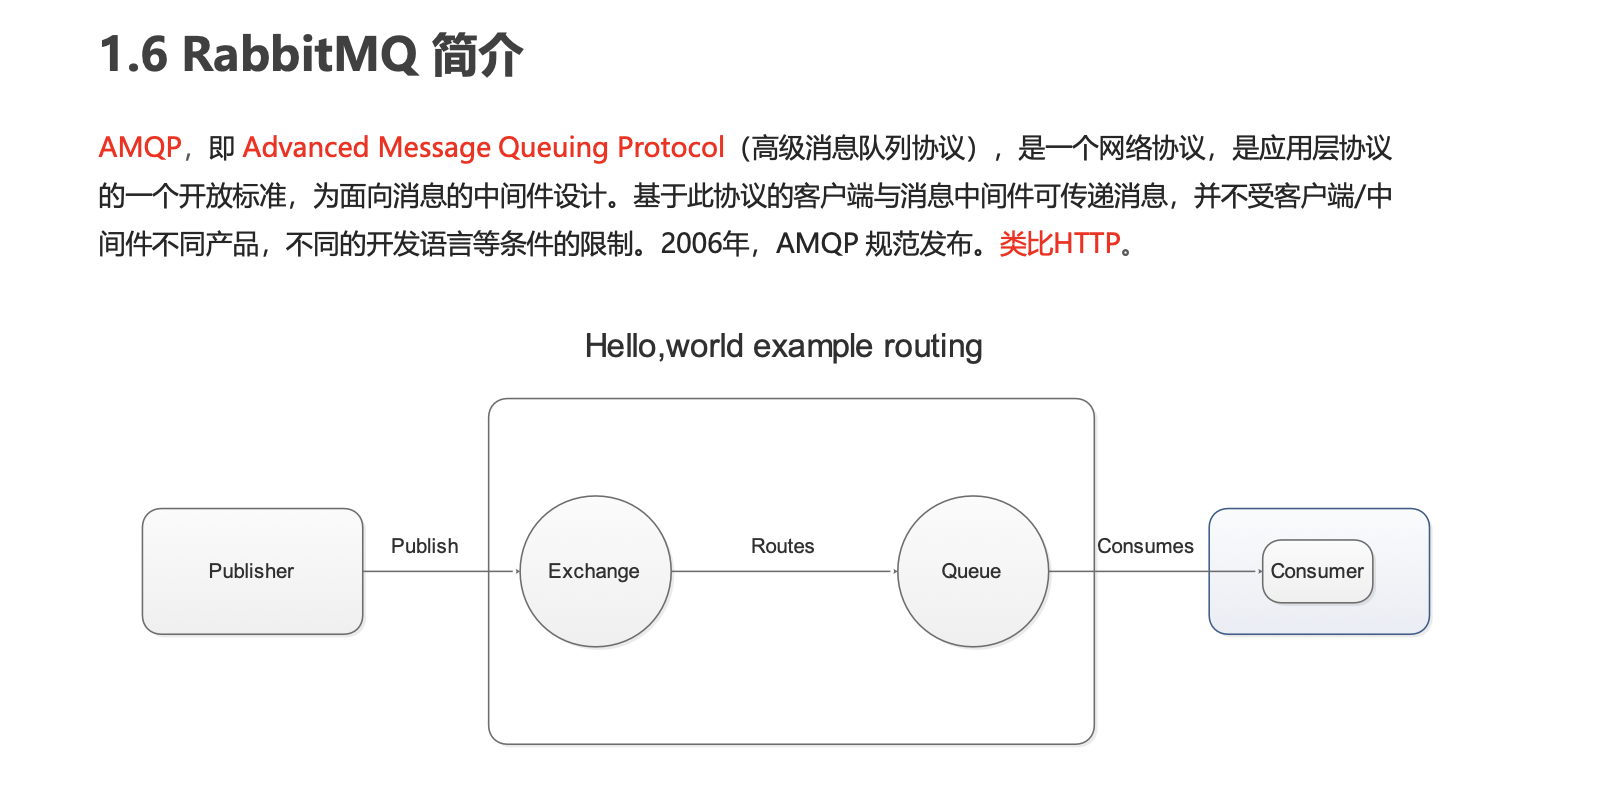 1.6 RabbitMQ 简介
AMQP，即 Advanced Message Queuing Protocol（高级消息队列协议），是一个网络协议，是应用层协议
的一个开放标准，为面向消息的中间件设计。基于此协议的客户端与消息中间件可传递消息，并不受客户端/中
间件不同产品，不同的开发语言等条件的限制。2006年，AMQP 规范发布。类比HTTP。
Hello,world example routing
Publisher
Publish
Exchange
Routes
Queue
Consumes
Consumer